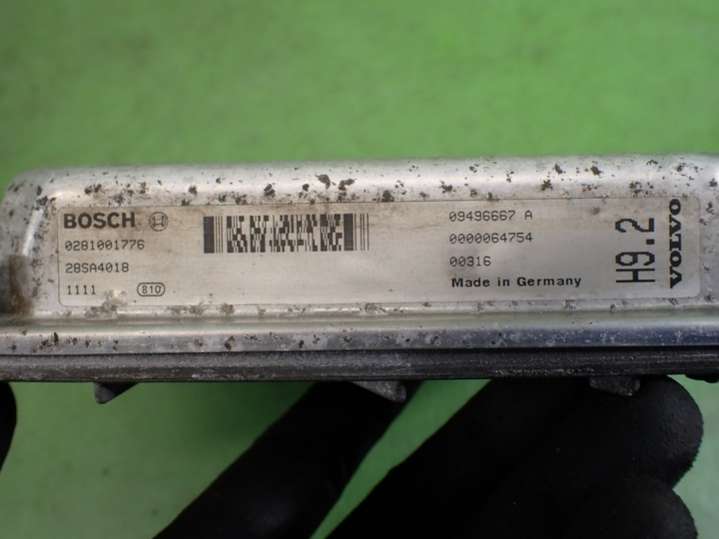 BOSCH
0281001776
28SA4018
1111 810
09496667 A
0000064754
00316
Made in Germany
H9.2
VOLVO